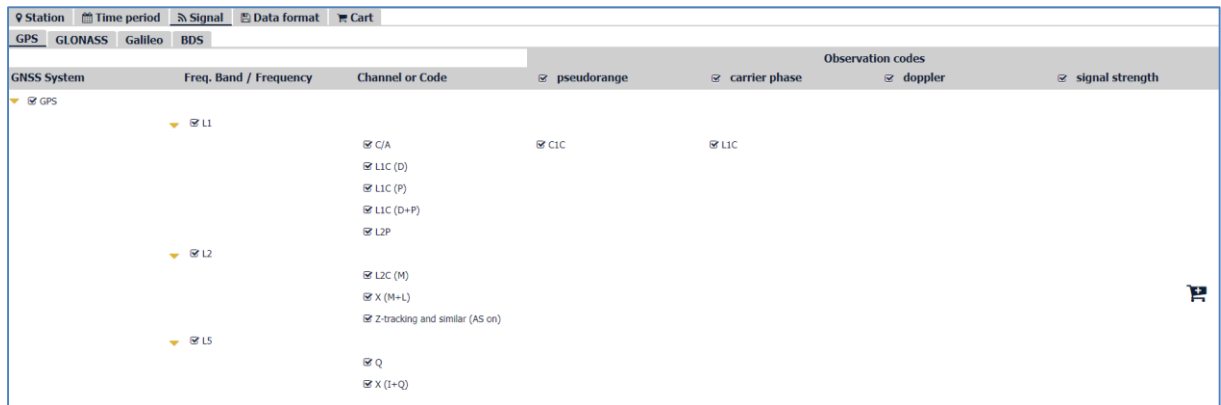 Station Time period Signal Data format Cart
GPS GLONASS Galileo BDS
Observation codes
GNSS System Freq. Band / Frequency Channel or Code pseudorange carrier phase doppler signal strength
GPS
L1
C/A C1C L1C
L1C (D)
L1C (P)
L1C (D+P)
L2P
L2
L2C (M)
X (M+L)
Z-tracking and similar (AS on)
L5
Q
X (I+Q)